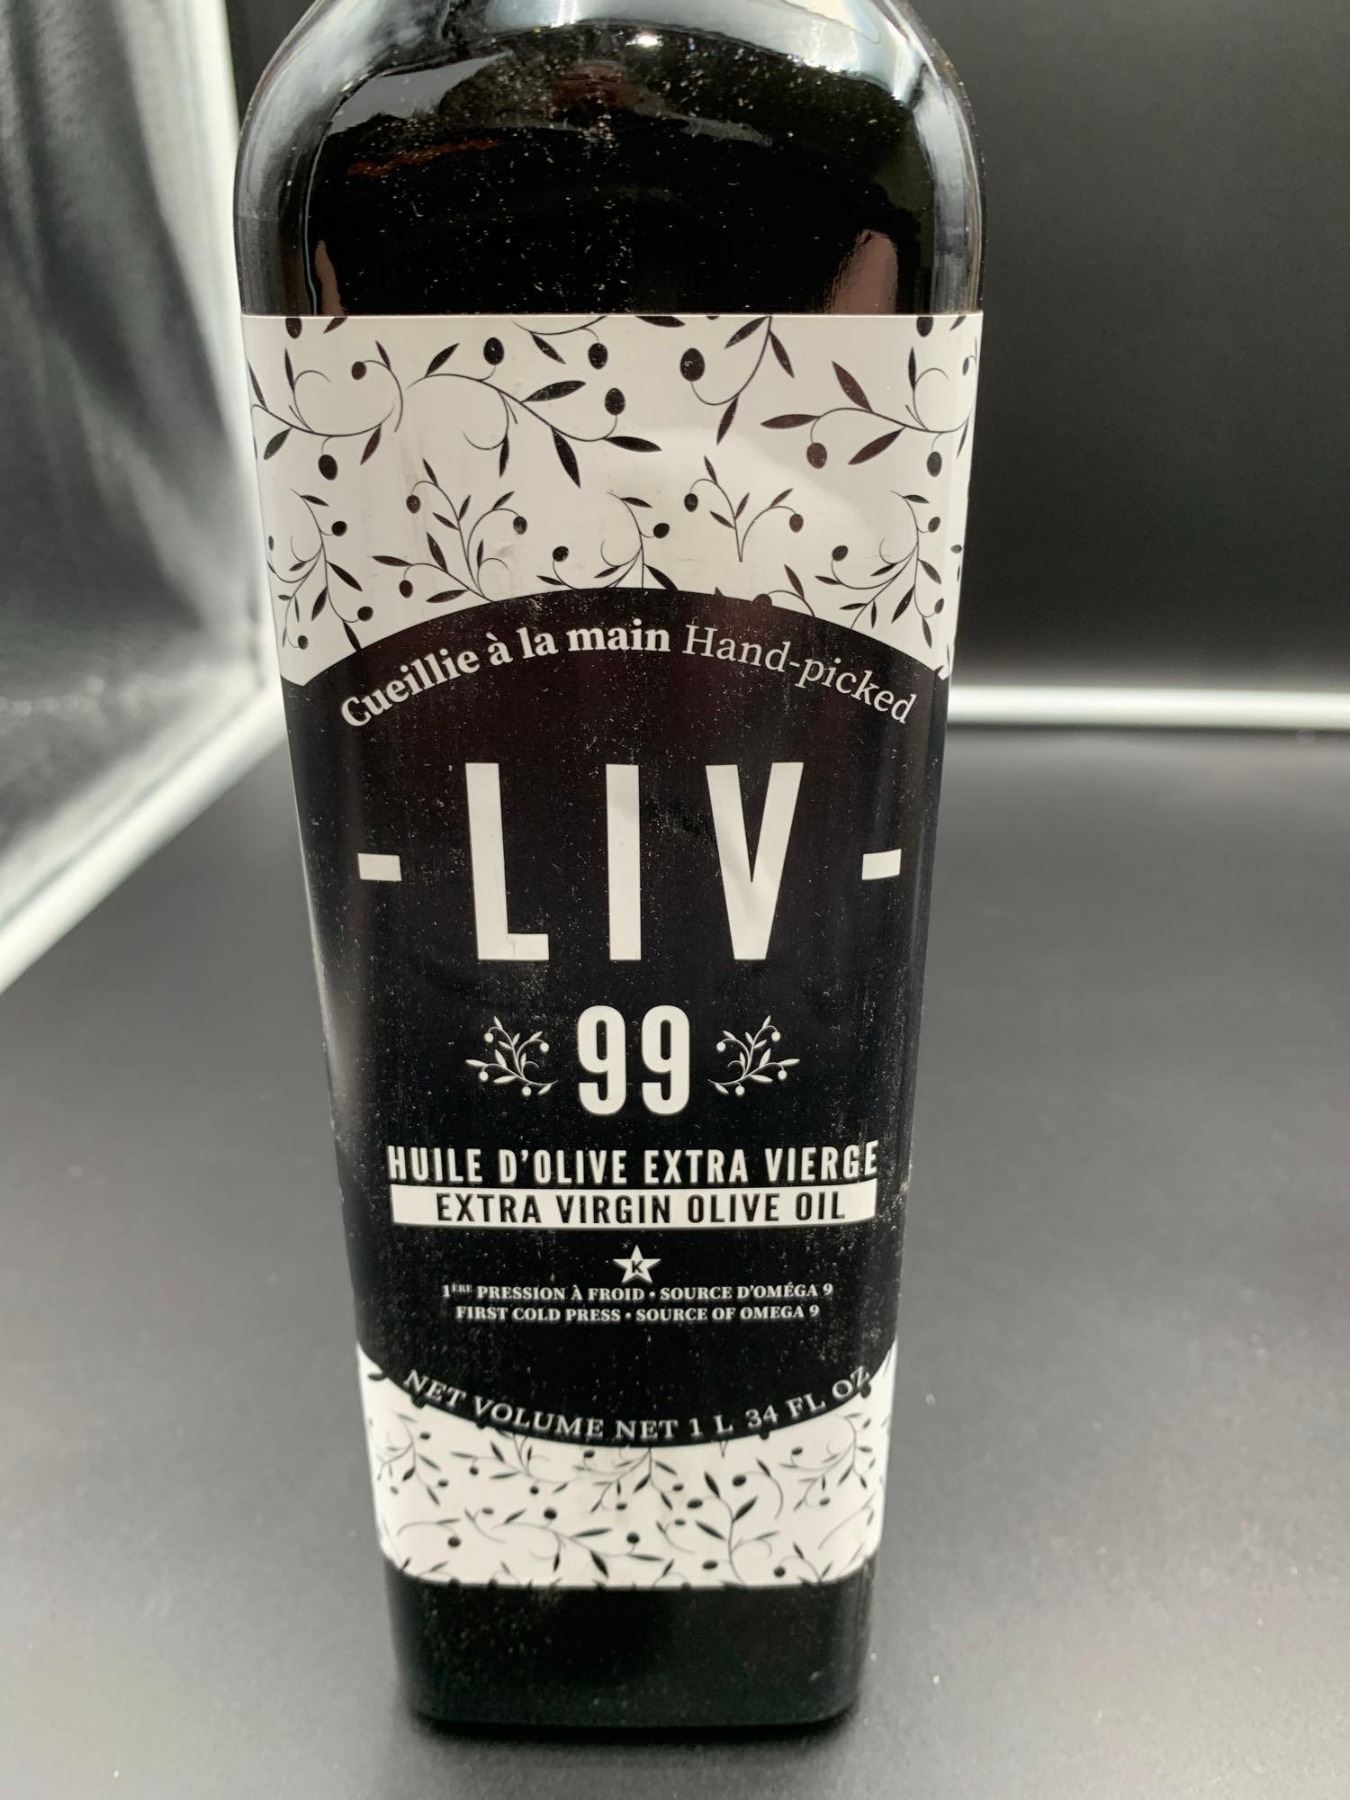 Cueillie à la main Hand-picked
- LIV -
99
HUILE D'OLIVE EXTRA VIERGE
EXTRA VIRGIN OLIVE OIL
K
1ÈRE PRESSION À FROID • SOURCE D'OMÉGA 9
FIRST COLD PRESS • SOURCE OF OMEGA 9
NET VOLUME NET 1 L 34 FL OZ